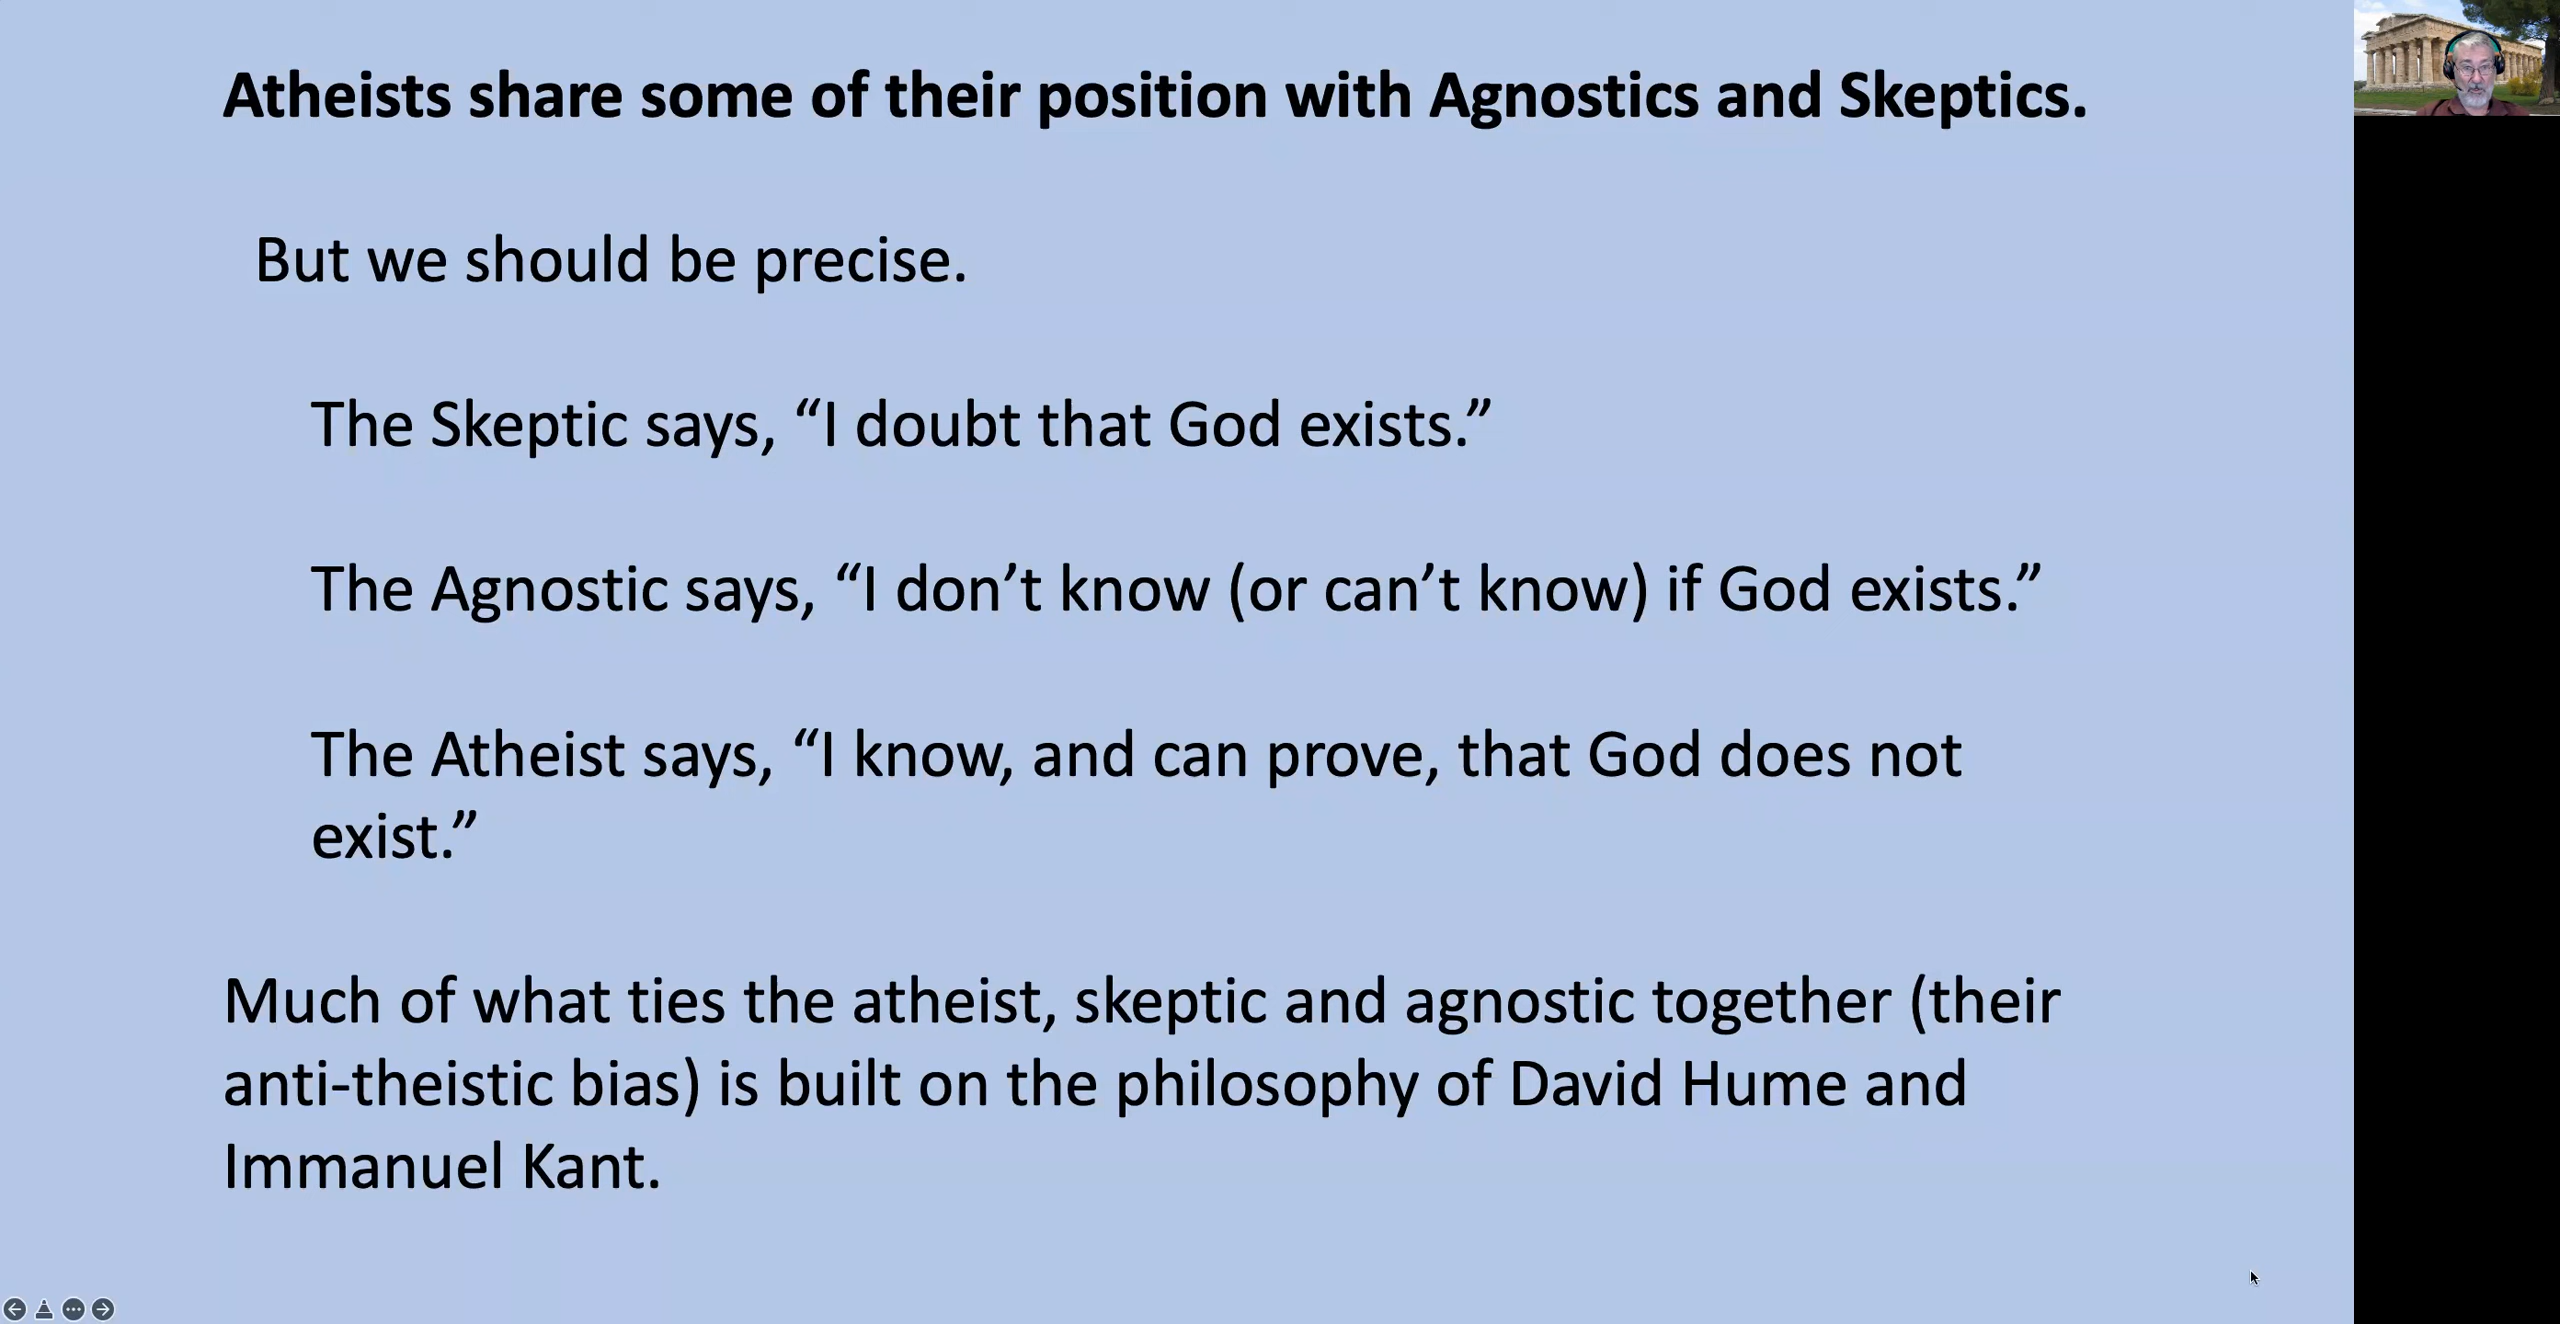 Atheists share some of their position with Agnostics and Skeptics.
But we should be precise.
The Skeptic says, “I doubt that God exists.”
The Agnostic says, “I don’t know (or can’t know) if God exists.”
The Atheist says, “I know, and can prove, that God does not
exist.”
Much of what ties the atheist, skeptic and agnostic together (their
anti-theistic bias) is built on the philosophy of David Hume and
Immanuel Kant.